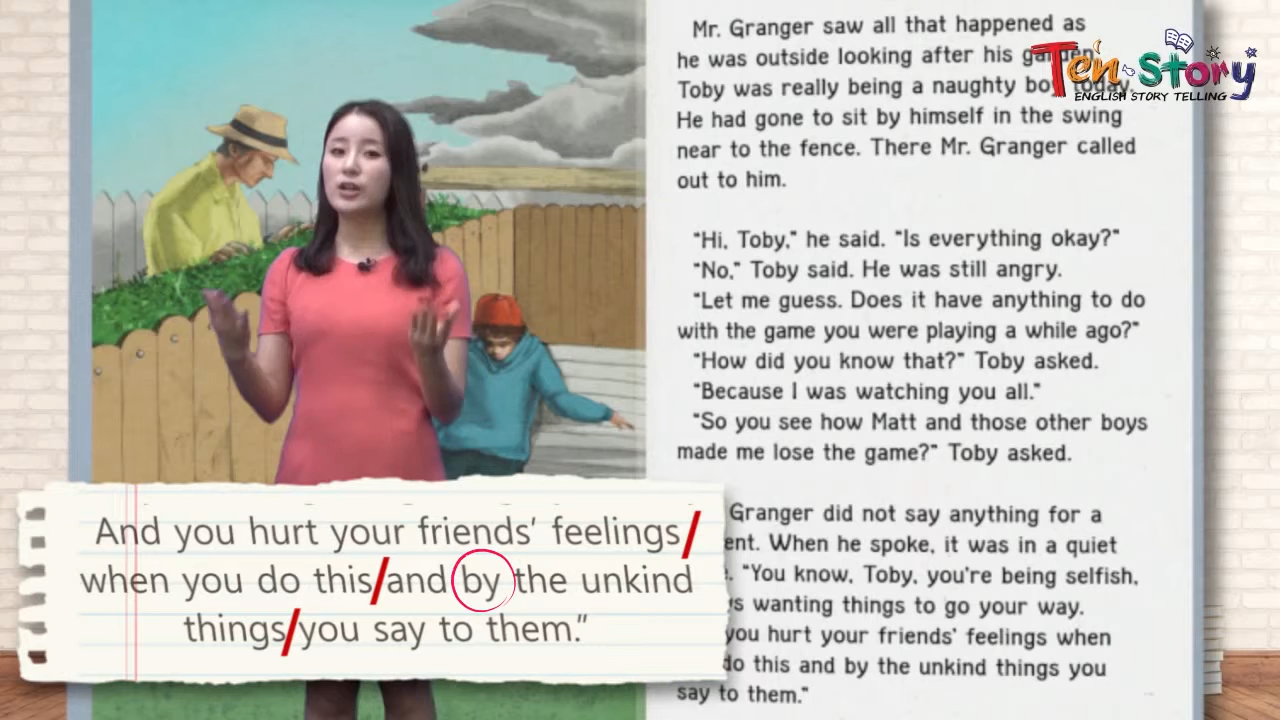 Mr. Granger saw all that happened as
he was outside looking after his garden.
Toby was really being a naughty boy today.
He had gone to sit by himself in the swing
near to the fence. There Mr. Granger called
out to him.
"Hi, Toby," he said. "Is everything okay?"
"No," Toby said. He was still angry.
"Let me guess. Does it have anything to do
with the game you were playing a while ago?"
"How did you know that?" Toby asked.
"Because I was watching you all."
"So you see how Matt and those other boys
made me lose the game?" Toby asked.
Granger did not say anything for a
ent. When he spoke, it was in a quiet
"You know, Toby, you're being selfish,
s wanting things to go your way.
you hurt your friends' feelings when
do this and by the unkind things you
say to them."
Ten Story
ENGLISH STORY TELLING
And you hurt your friends' feelings/
when you do this/and by the unkind
things/you say to them."